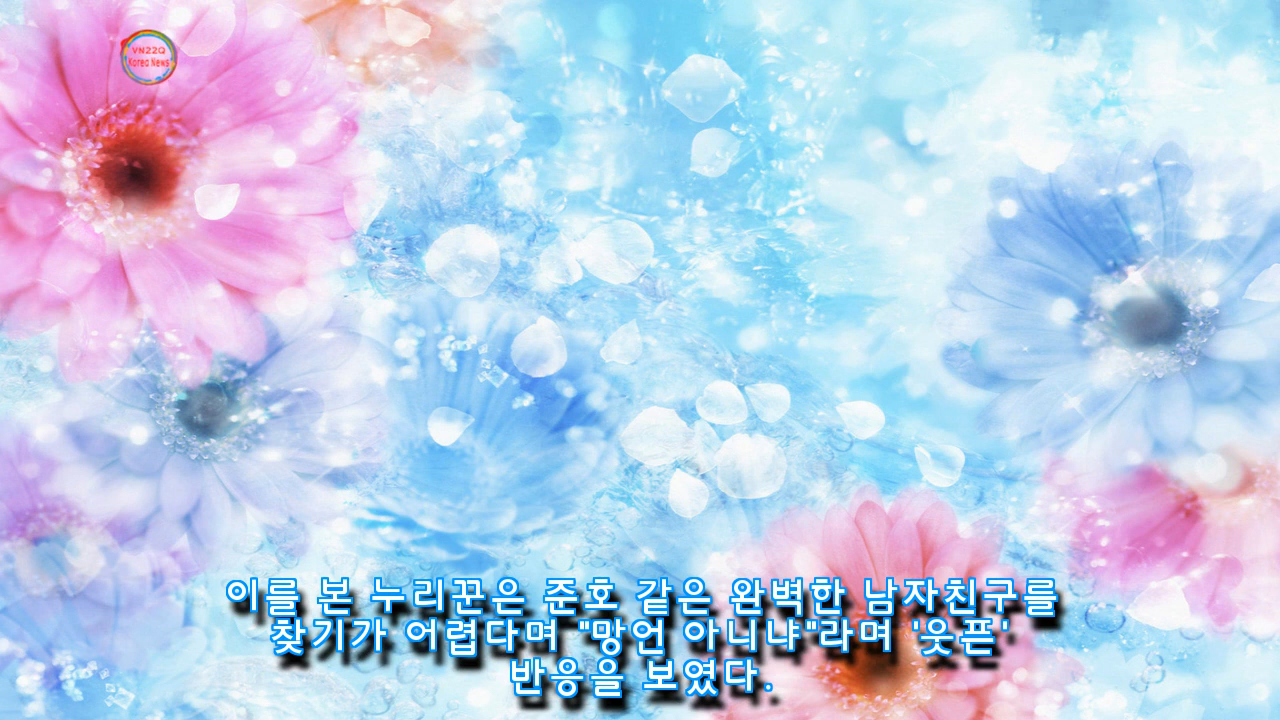 VN22Q
Korea News
이를 본 누리꾼은 준호 같은 완벽한 남자친구를
찾기가 어렵다며 "망언 아니냐"라며 '웃픈'
반응을 보였다.